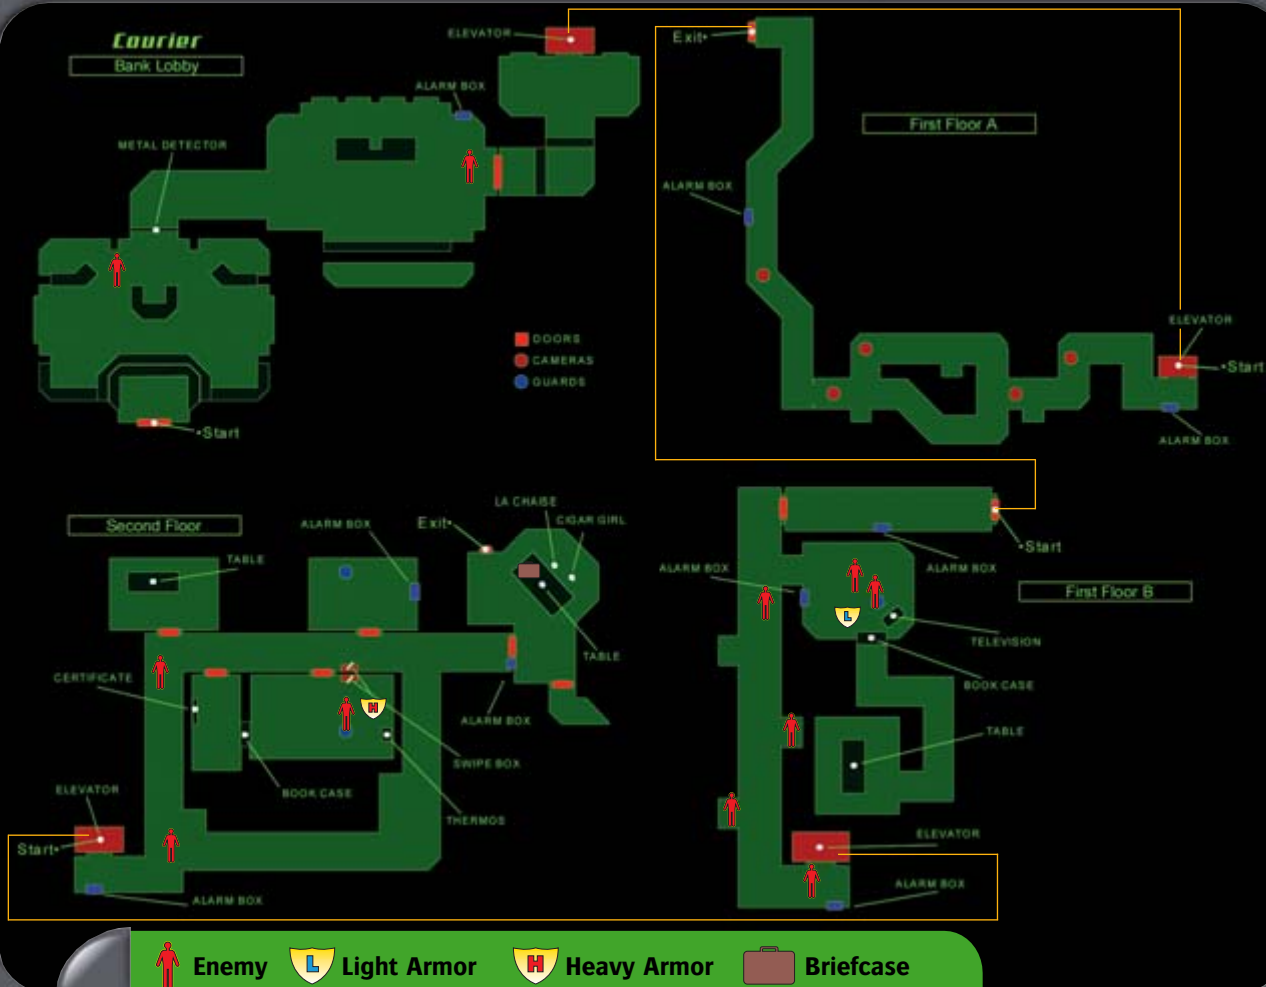 Courier
Bank Lobby
ELEVATOR
ALARM BOX
METAL DETECTOR
DOORS
CAMERAS
GUARDS
•Start
Exit•
First Floor A
ALARM BOX
ELEVATOR
•Start
ALARM BOX
Second Floor
TABLE
ALARM BOX
Exit•
LA CHAISE
CIGAR GIRL
TABLE
CERTIFICATE
ALARM BOX
SWIPE BOX
BOOK CASE
THERMOS
ELEVATOR
Start•
ALARM BOX
•Start
ALARM BOX
ALARM BOX
First Floor B
TELEVISION
BOOK CASE
TABLE
ELEVATOR
ALARM BOX
L
H
Enemy
L
Light Armor
H
Heavy Armor
Briefcase